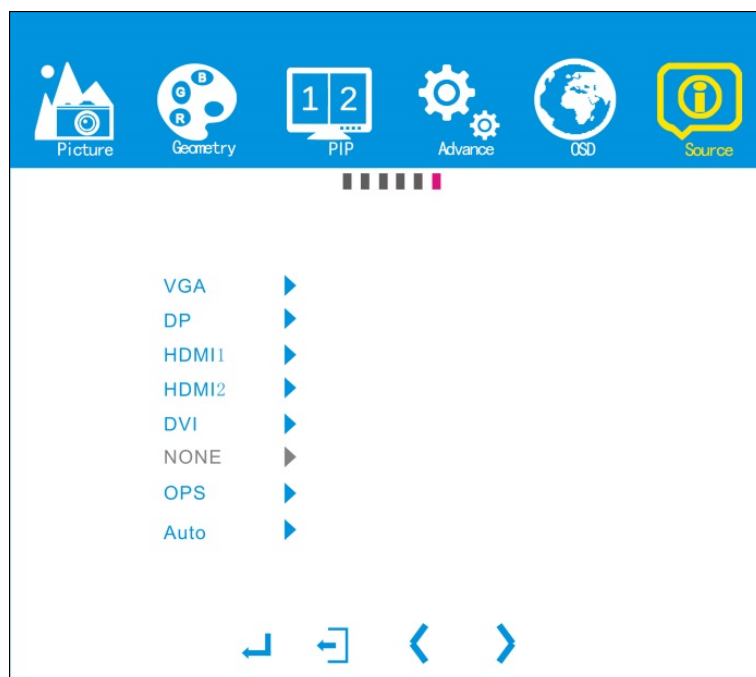 B
G
R
1 2
i
Picture Geometry PIP Advance OSD Source
VGA
DP
HDMI1
HDMI2
DVI
NONE
OPS
Auto